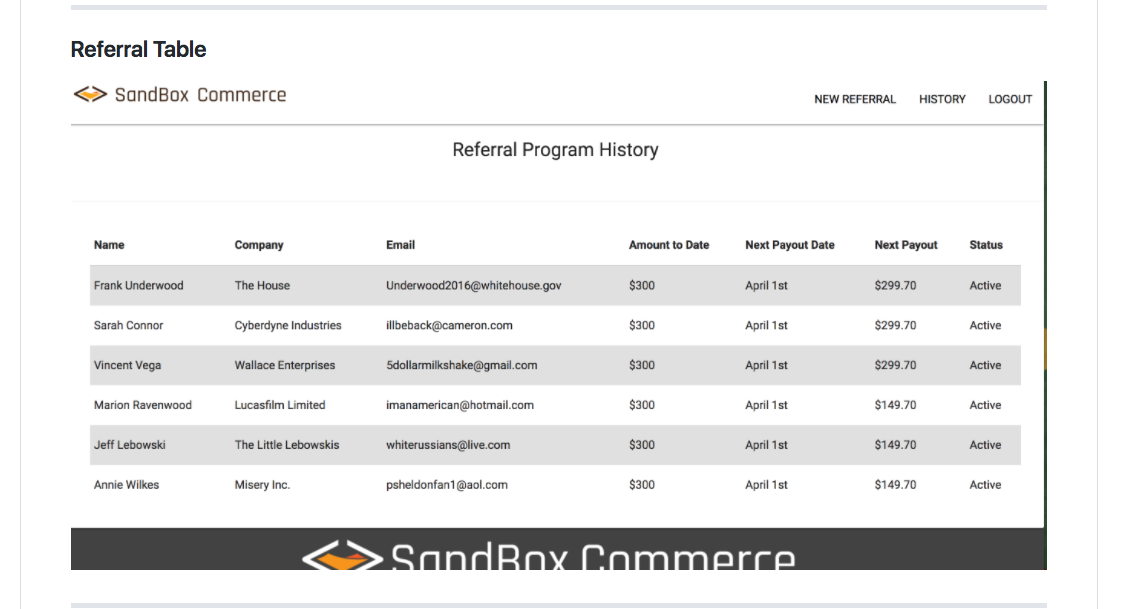 Referral Table
SandBox Commerce
NEW REFERRAL HISTORY LOGOUT
Referral Program History
Name Company Email Amount to Date Next Payout Date Next Payout Status
Frank Underwood The House Underwood2016@whitehouse.gov $300 April 1st $299.70 Active
Sarah Connor Cyberdyne Industries illbeback@cameron.com $300 April 1st $299.70 Active
Vincent Vega Wallace Enterprises 5dollarmilkshake@gmail.com $300 April 1st $299.70 Active
Marion Ravenwood Lucasfilm Limited imanamerican@hotmail.com $300 April 1st $149.70 Active
Jeff Lebowski The Little Lebowskis whiterussians@live.com $300 April 1st $149.70 Active
Annie Wilkes Misery Inc. psheldonfan1@aol.com $300 April 1st $149.70 Active
SandBox Commerce